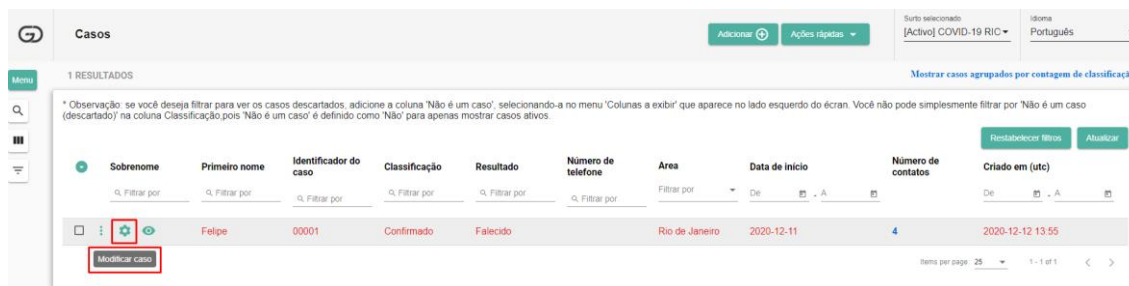 Casos
Adicionar
Ações rápidas
Surto selecionado
[Activo] COVID-19 RIC
Idioma
Português
Menu
1 RESULTADOS
Mostrar casos agrupados por contagem de classificaçã
* Observação: se você deseja filtrar para ver os casos descartados, adicione a coluna 'Não é um caso', selecionando-a no menu 'Colunas a exibir' que aparece no lado esquerdo do écran. Você não pode simplesmente filtrar por 'Não é um caso
(descartado)' na coluna Classificação,pois 'Não é um caso' é definido como 'Não' para apenas mostrar casos ativos.
Restabelecer filtros Atualizar
Sobrenome Primeiro nome Identificador do caso Classificação Resultado Número de telefone Area Data de início Número de contatos Criado em (utc)
Filtrar por Filtrar por Filtrar por Filtrar por Filtrar por Filtrar por Filtrar por De - A De - A
Felipe 00001 Confirmado Falecido Rio de Janeiro 2020-12-11 4 2020-12-12 13:55
Modificar caso
Items per page: 25 1 - 1 of 1